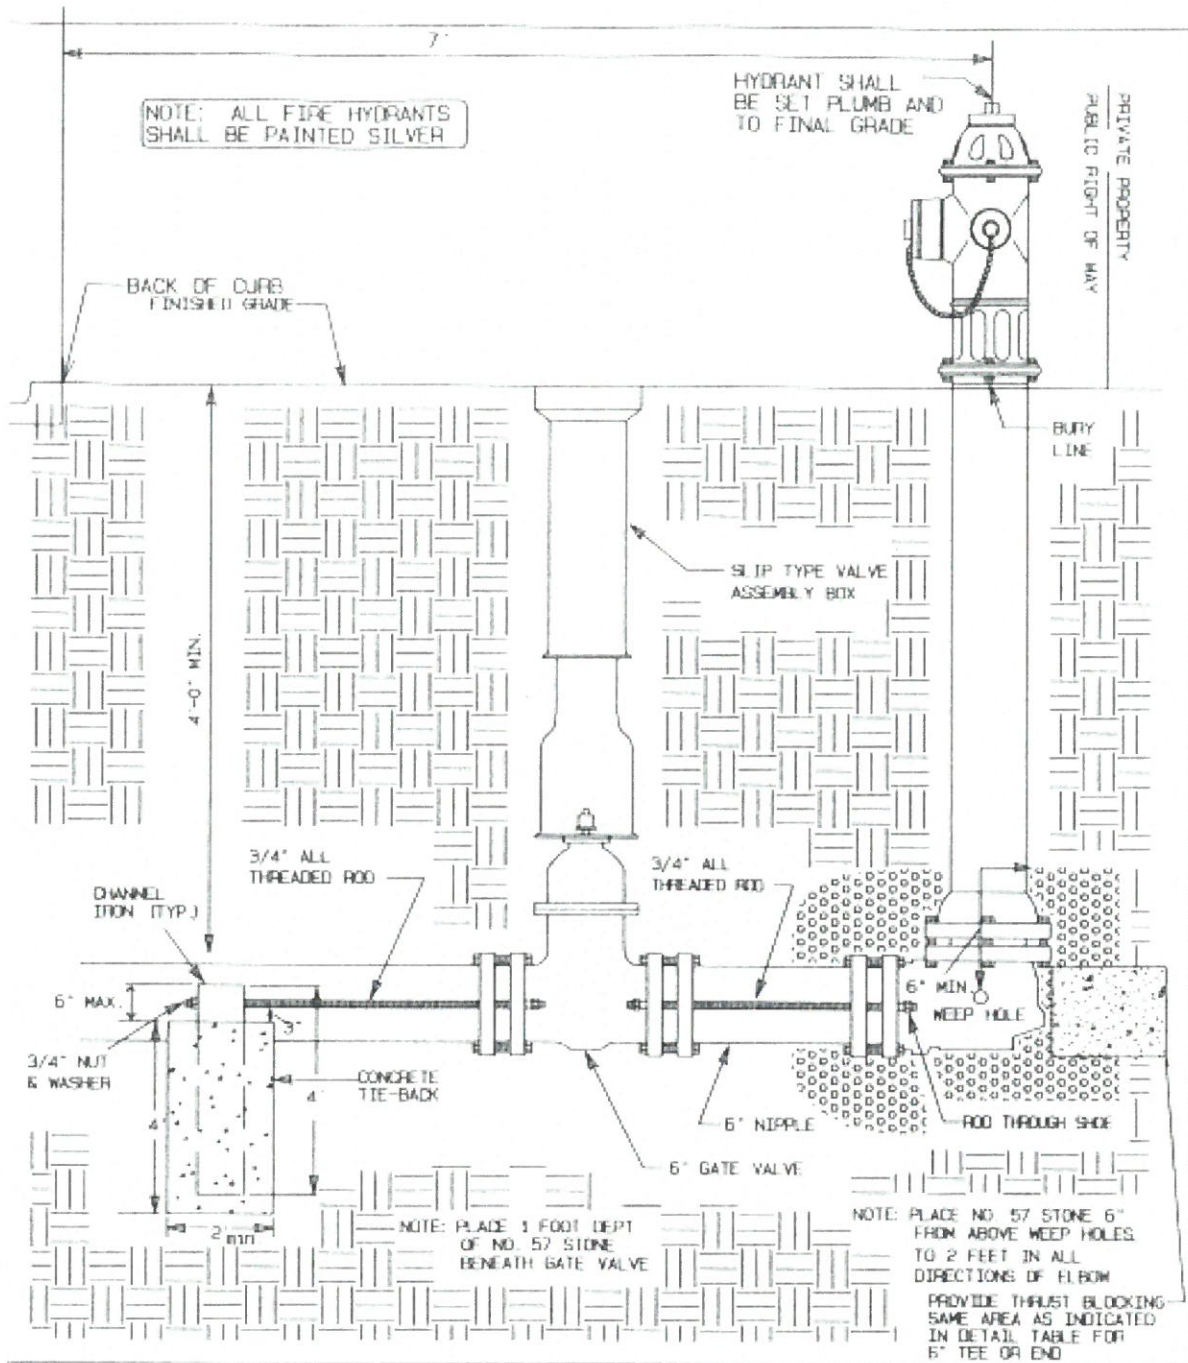 7'
HYDRANT SHALL
BE SET PLUMB AND
TO FINAL GRADE
NOTE: ALL FIRE HYDRANTS
SHALL BE PAINTED SILVER
PRIVATE PROPERTY
PUBLIC RIGHT OF WAY
BACK OF CURB
FINISHED GRADE
BURY
LINE
SLIP TYPE VALVE
ASSEMBLY BOX
4'-0" MIN.
3/4" ALL
THREADED ROD
3/4" ALL
THREADED ROD
CHANNEL
IRON (TYP.)
6" MAX.
3"
6" MIN.
WEEP HOLE
3/4" NUT
& WASHER
CONCRETE
TIE-BACK
4'
4'
6" NIPPLE
ROD THROUGH SHOE
6" GATE VALVE
2' min
NOTE: PLACE 1 FOOT DEPT
OF NO. 57 STONE
BENEATH GATE VALVE
NOTE: PLACE NO. 57 STONE 6"
FROM ABOVE WEEP HOLES
TO 2 FEET IN ALL
DIRECTIONS OF ELBOW
PROVIDE THRUST BLOCKING
SAME AREA AS INDICATED
IN DETAIL TABLE FOR
6" TEE OR END